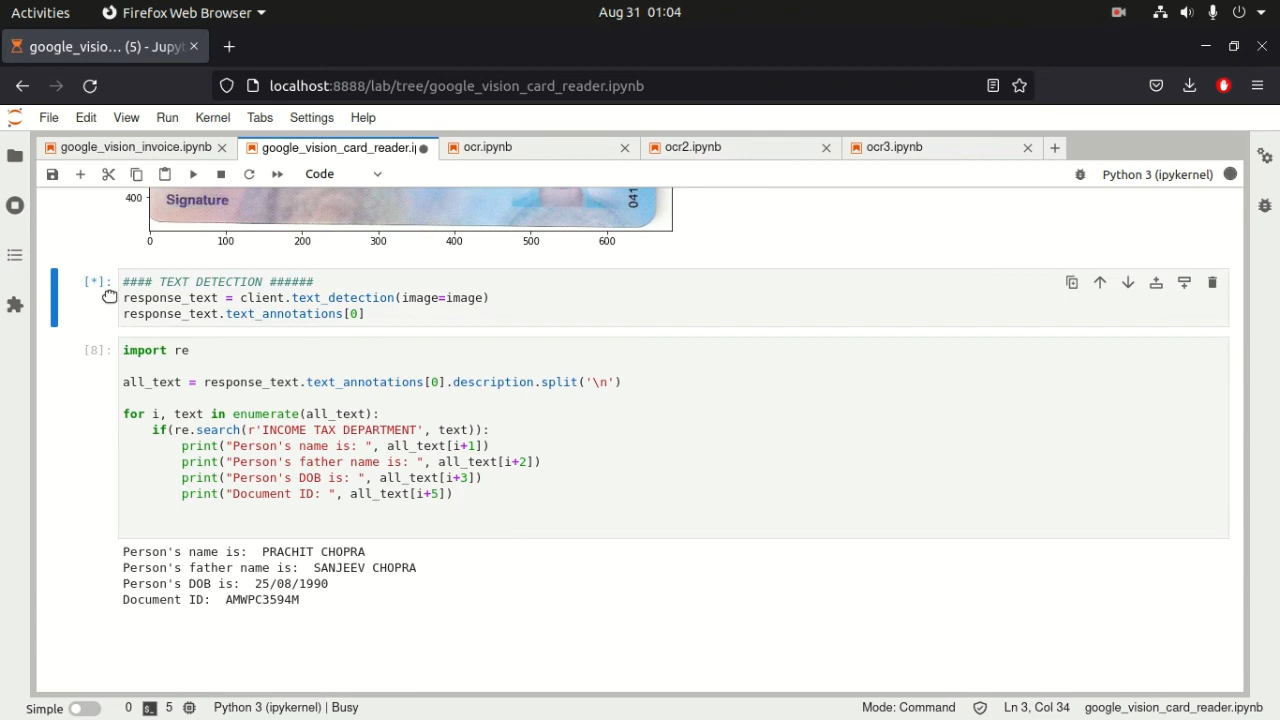 Activities Firefox Web Browser Aug 31 01:04
google_visio… (5) - Jupyt
localhost:8888/lab/tree/google_vision_card_reader.ipynb
File Edit View Run Kernel Tabs Settings Help
google_vision_invoice.ipynb google_vision_card_reader.i ocr.ipynb ocr2.ipynb ocr3.ipynb
Code Python 3 (ipykernel)
400 Signature 041
0 100 200 300 400 500 600
[*]: #### TEXT DETECTION ######
response_text = client.text_detection(image=image)
response_text.text_annotations[0]
[8]: import re
all_text = response_text.text_annotations[0].description.split('\n')
for i, text in enumerate(all_text):
if(re.search(r'INCOME TAX DEPARTMENT', text)):
print("Person's name is: ", all_text[i+1])
print("Person's father name is: ", all_text[i+2])
print("Person's DOB is: ", all_text[i+3])
print("Document ID: ", all_text[i+5])
Person's name is:  PRACHIT CHOPRA
Person's father name is:  SANJEEV CHOPRA
Person's DOB is:  25/08/1990
Document ID:  AMWPC3594M
Simple 0 5 Python 3 (ipykernel) | Busy Mode: Command Ln 3, Col 34 google_vision_card_reader.ipynb